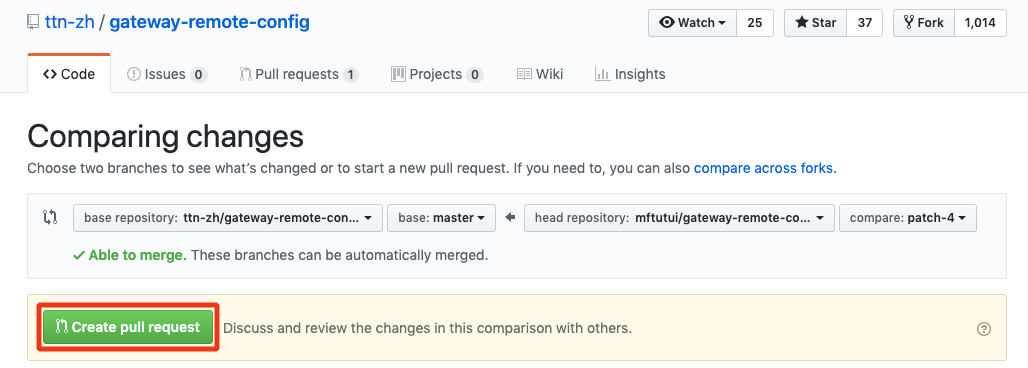 ttn-zh / gateway-remote-config Watch 25 Star 37 Fork 1,014
Code Issues 0 Pull requests 1 Projects 0 Wiki Insights
Comparing changes
Choose two branches to see what's changed or to start a new pull request. If you need to, you can also compare across forks.
base repository: ttn-zh/gateway-remote-con... base: master head repository: mftutui/gateway-remote-co... compare: patch-4
Able to merge. These branches can be automatically merged.
Create pull request Discuss and review the changes in this comparison with others.